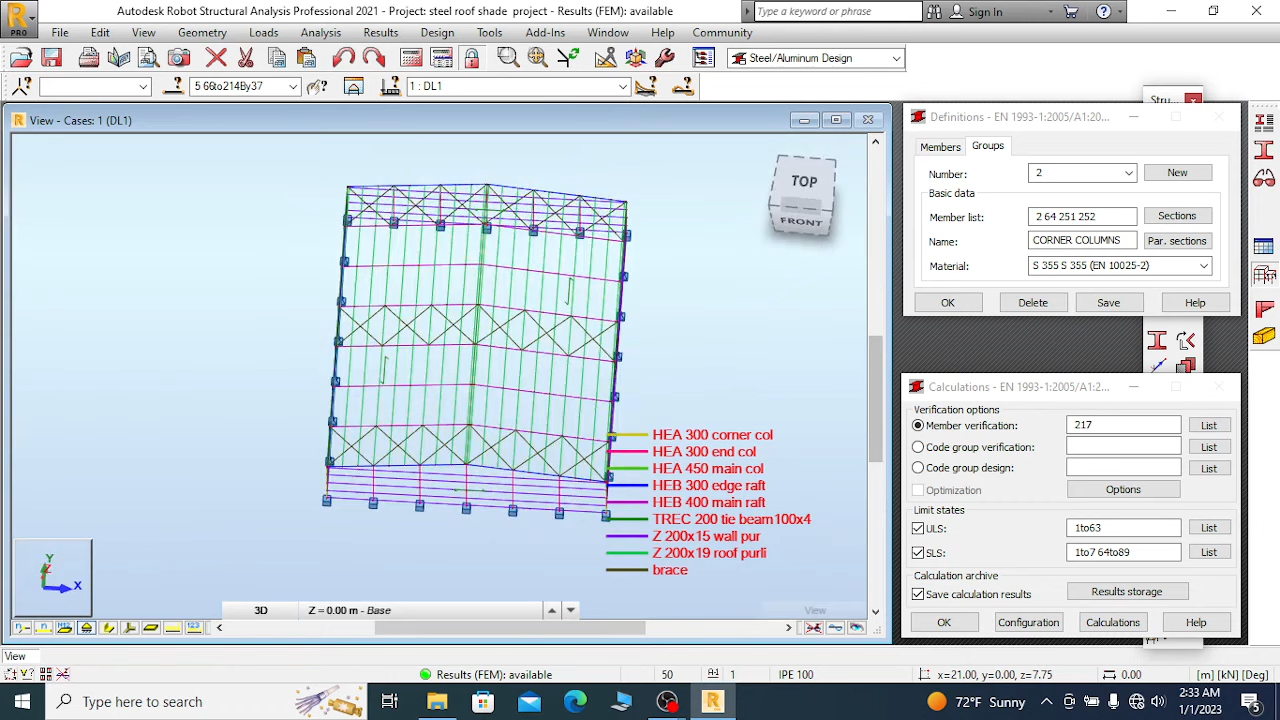 Autodesk Robot Structural Analysis Professional 2021 - Project: steel roof shade project - Results (FEM): available
Type a keyword or phrase
Sign In
PRO
File Edit View Geometry Loads Analysis Results Design Tools Add-Ins Window Help Community
Steel/Aluminum Design
5 66to214By37
1 : DL1
View - Cases: 1 (DL1)
TOP
FRONT
HEA 300 corner col
HEA 300 end col
HEA 450 main col
HEB 300 edge raft
HEB 400 main raft
TREC 200 tie beam100x4
Z 200x15 wall pur
Z 200x19 roof purli
brace
Y
Z
X
3D
Z = 0.00 m - Base
View
Stru...
Definitions - EN 1993-1:2005/A1:20...
Members Groups
Number: 2 New
Basic data
Member list: 2 64 251 252 Sections
Name: CORNER COLUMNS Par. sections
Material: S 355 S 355 (EN 10025-2)
OK Delete Save Help
Calculations - EN 1993-1:2005/A1:2...
Verification options
Member verification: 217 List
Code group verification: List
Code group design: List
Optimization Options
Limit states
ULS: 1to63 List
SLS: 1to7 64to89 List
Calculation archive
Save calculation results Results storage
OK Configuration Calculations Help
View
Results (FEM): available 50 1 IPE 100 x=21.00, y=0.00, z=7.75 0.00 [m] [kN] [Deg]
Type here to search
72°F Sunny
2:33 AM
1/1/2023